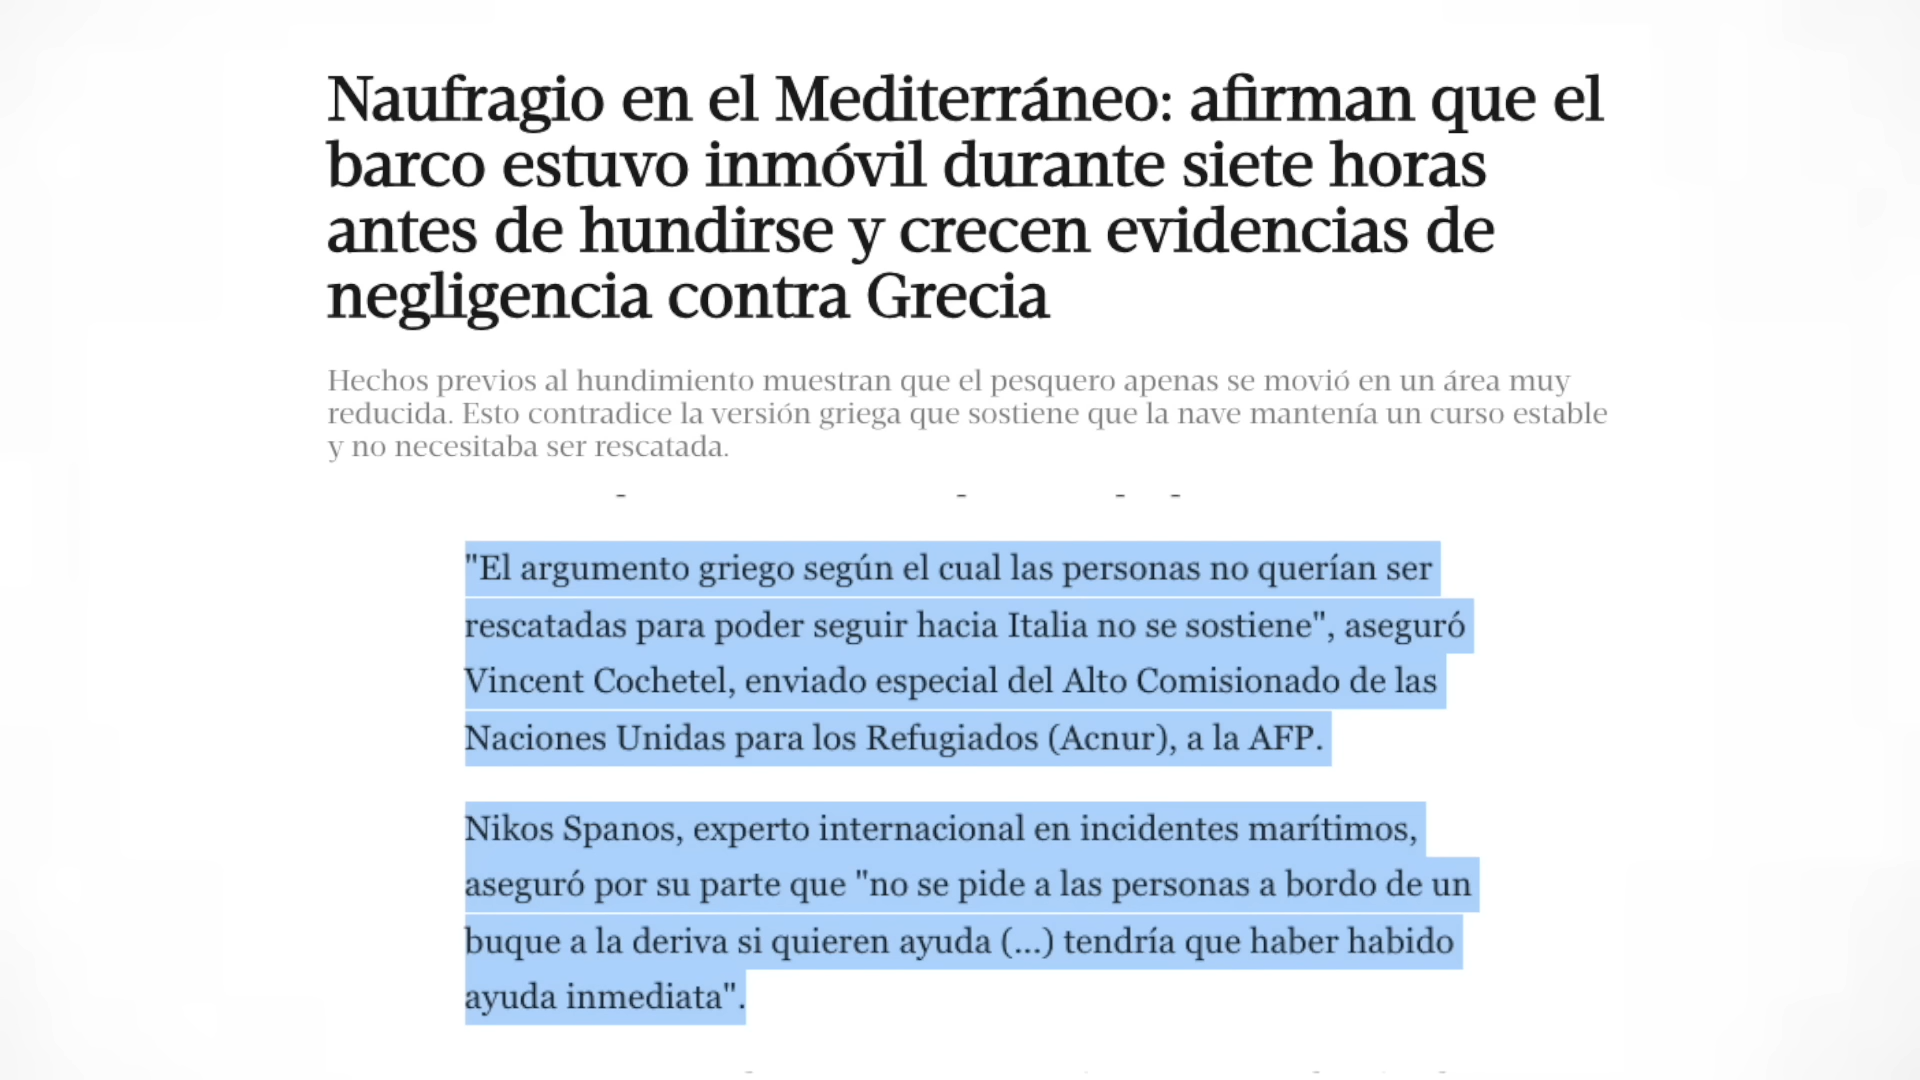 Naufragio en el Mediterráneo: afirman que el
barco estuvo inmóvil durante siete horas
antes de hundirse y crecen evidencias de
negligencia contra Grecia
Hechos previos al hundimiento muestran que el pesquero apenas se movió en un área muy
reducida. Esto contradice la versión griega que sostiene que la nave mantenía un curso estable
y no necesitaba ser rescatada.
"El argumento griego según el cual las personas no querían ser
rescatadas para poder seguir hacia Italia no se sostiene", aseguró
Vincent Cochetel, enviado especial del Alto Comisionado de las
Naciones Unidas para los Refugiados (Acnur), a la AFP.
Nikos Spanos, experto internacional en incidentes marítimos,
aseguró por su parte que "no se pide a las personas a bordo de un
buque a la deriva si quieren ayuda (...) tendría que haber habido
ayuda inmediata".